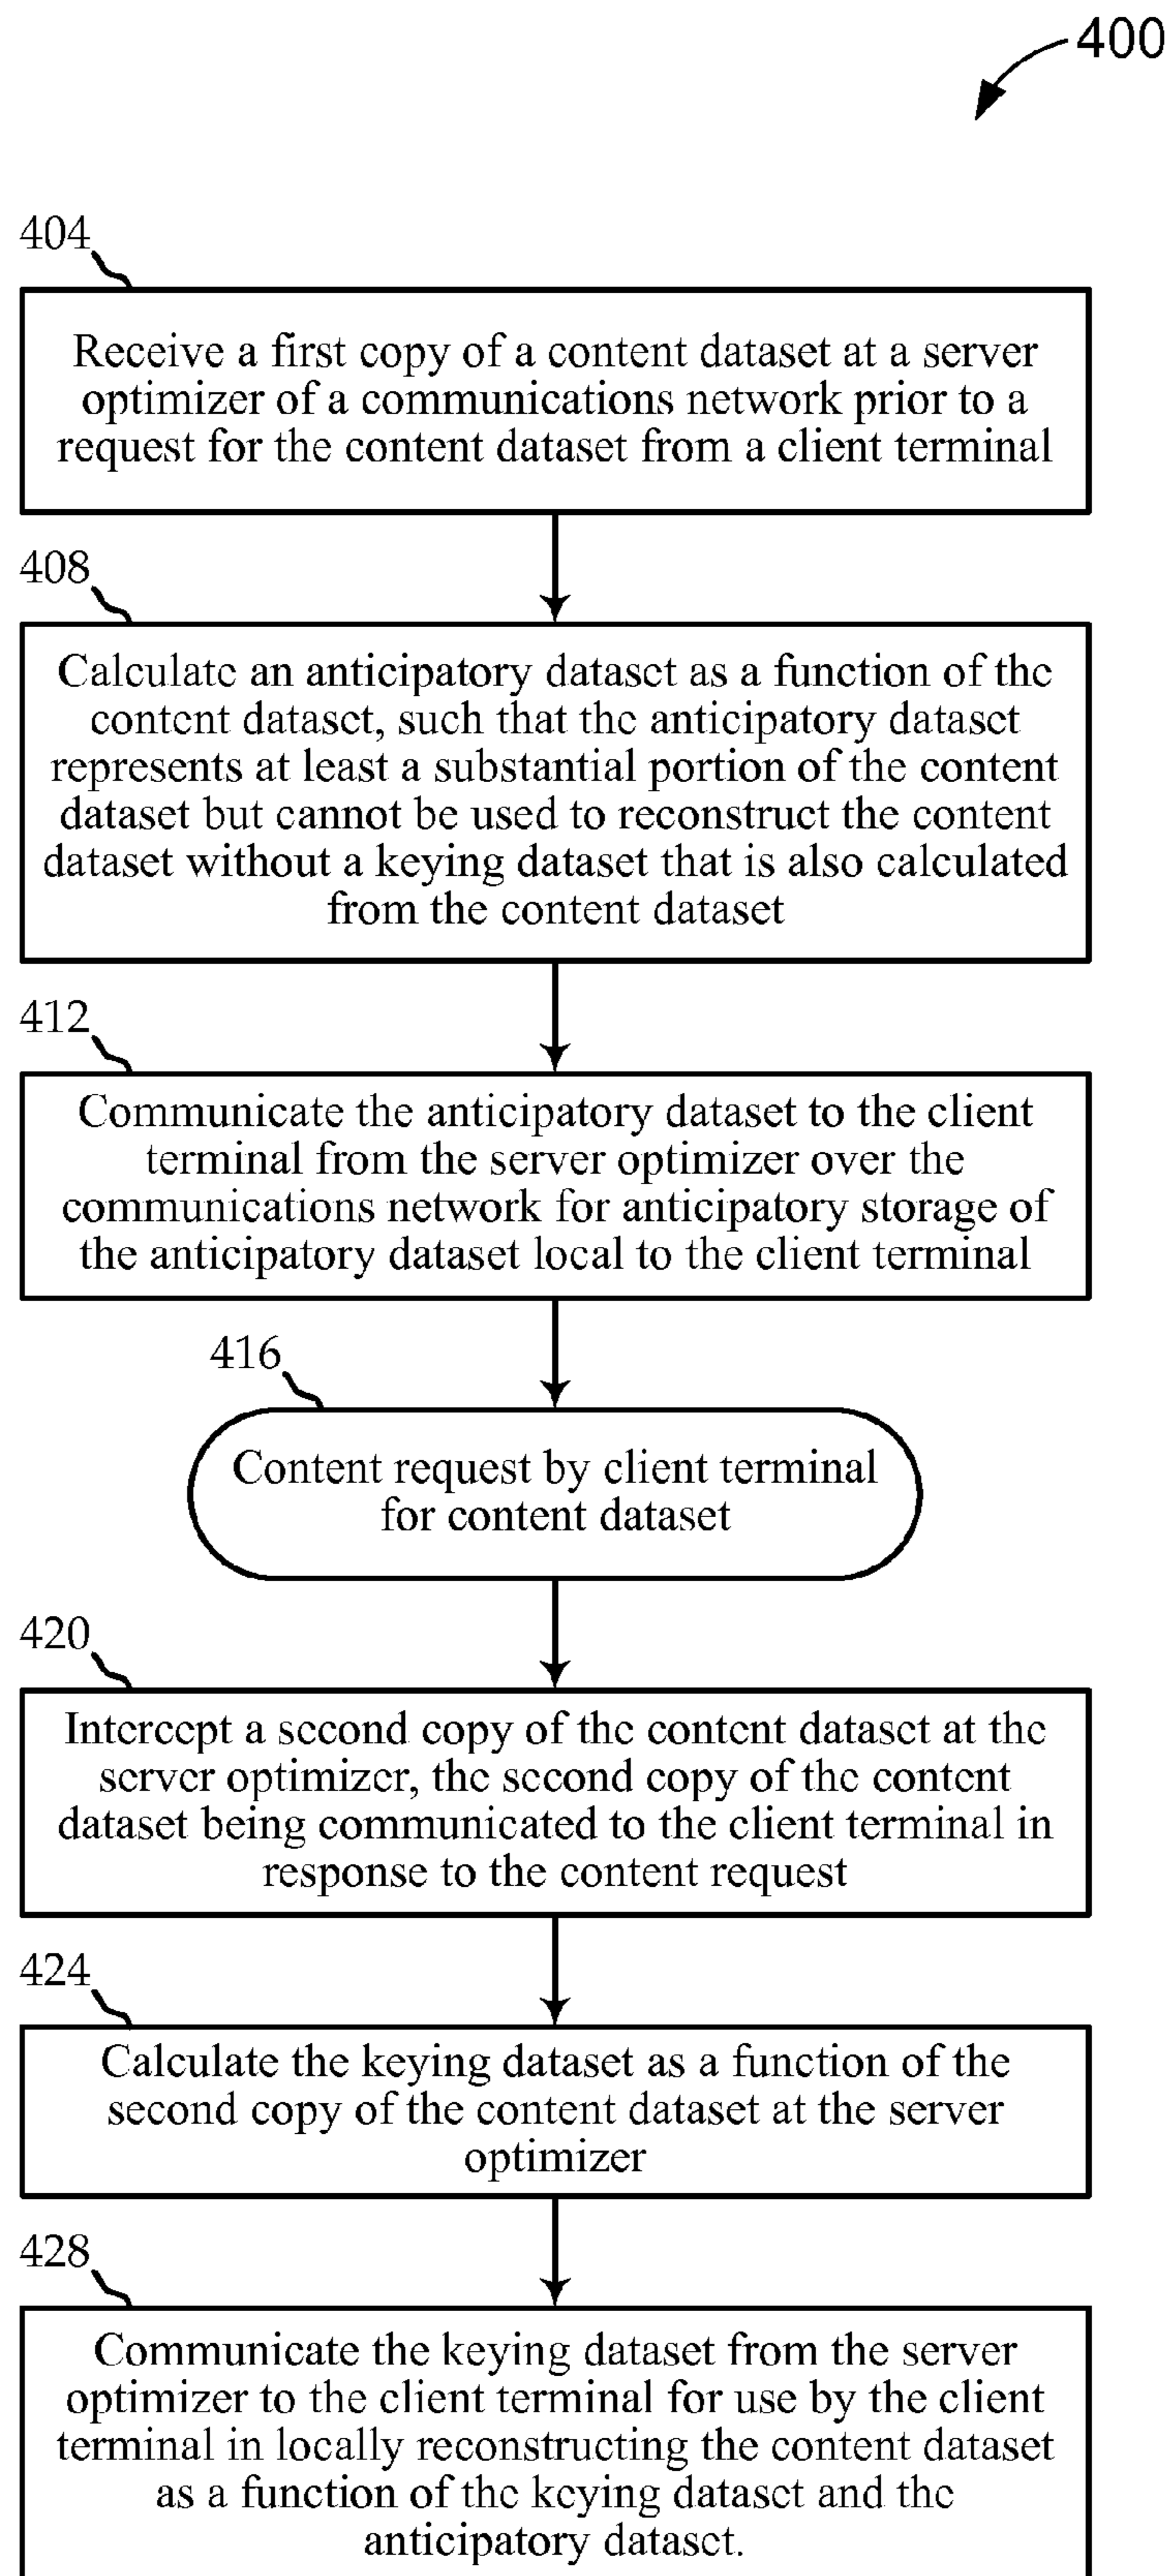 400
404
Receive a first copy of a content dataset at a server
optimizer of a communications network prior to a
request for the content dataset from a client terminal
408
Calculate an anticipatory dataset as a function of the
content dataset, such that the anticipatory dataset
represents at least a substantial portion of the content
dataset but cannot be used to reconstruct the content
dataset without a keying dataset that is also calculated
from the content dataset
412
Communicate the anticipatory dataset to the client
terminal from the server optimizer over the
communications network for anticipatory storage of
the anticipatory dataset local to the client terminal
416
Content request by client terminal
for content dataset
420
Intercept a second copy of the content dataset at the
server optimizer, the second copy of the content
dataset being communicated to the client terminal in
response to the content request
424
Calculate the keying dataset as a function of the
second copy of the content dataset at the server
optimizer
428
Communicate the keying dataset from the server
optimizer to the client terminal for use by the client
terminal in locally reconstructing the content dataset
as a function of the keying dataset and the
anticipatory dataset.